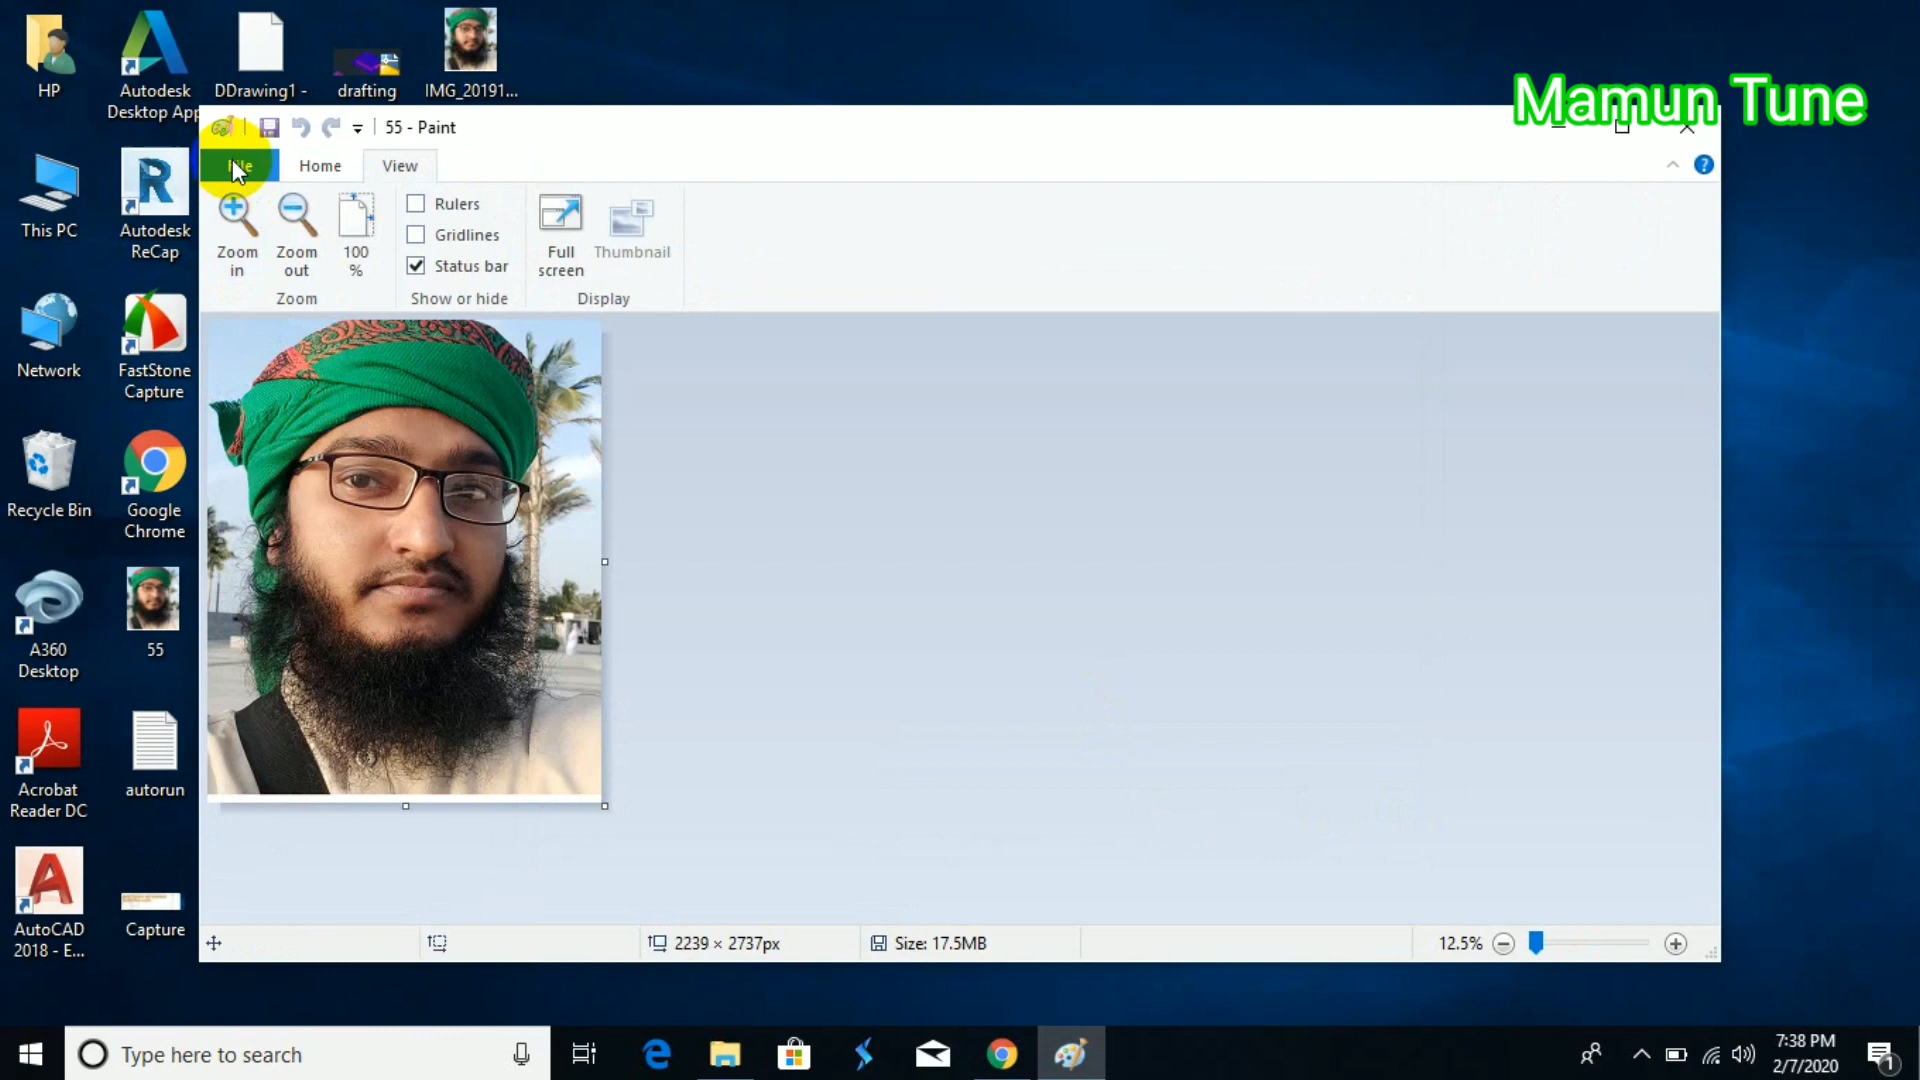 HP
Autodesk
Desktop App
DDrawing1 -
drafting
IMG_20191...
Mamun Tune
55 - Paint
File
Home
View
This PC
Autodesk
ReCap
Zoom
in
Zoom
out
100
%
Rulers
Gridlines
Status bar
Full
screen
Thumbnail
Zoom
Show or hide
Display
Network
FastStone
Capture
Recycle Bin
Google
Chrome
A360
Desktop
55
Acrobat
Reader DC
autorun
AutoCAD
2018 - E...
Capture
2239 × 2737px
Size: 17.5MB
12.5%
Type here to search
7:38 PM
2/7/2020
1